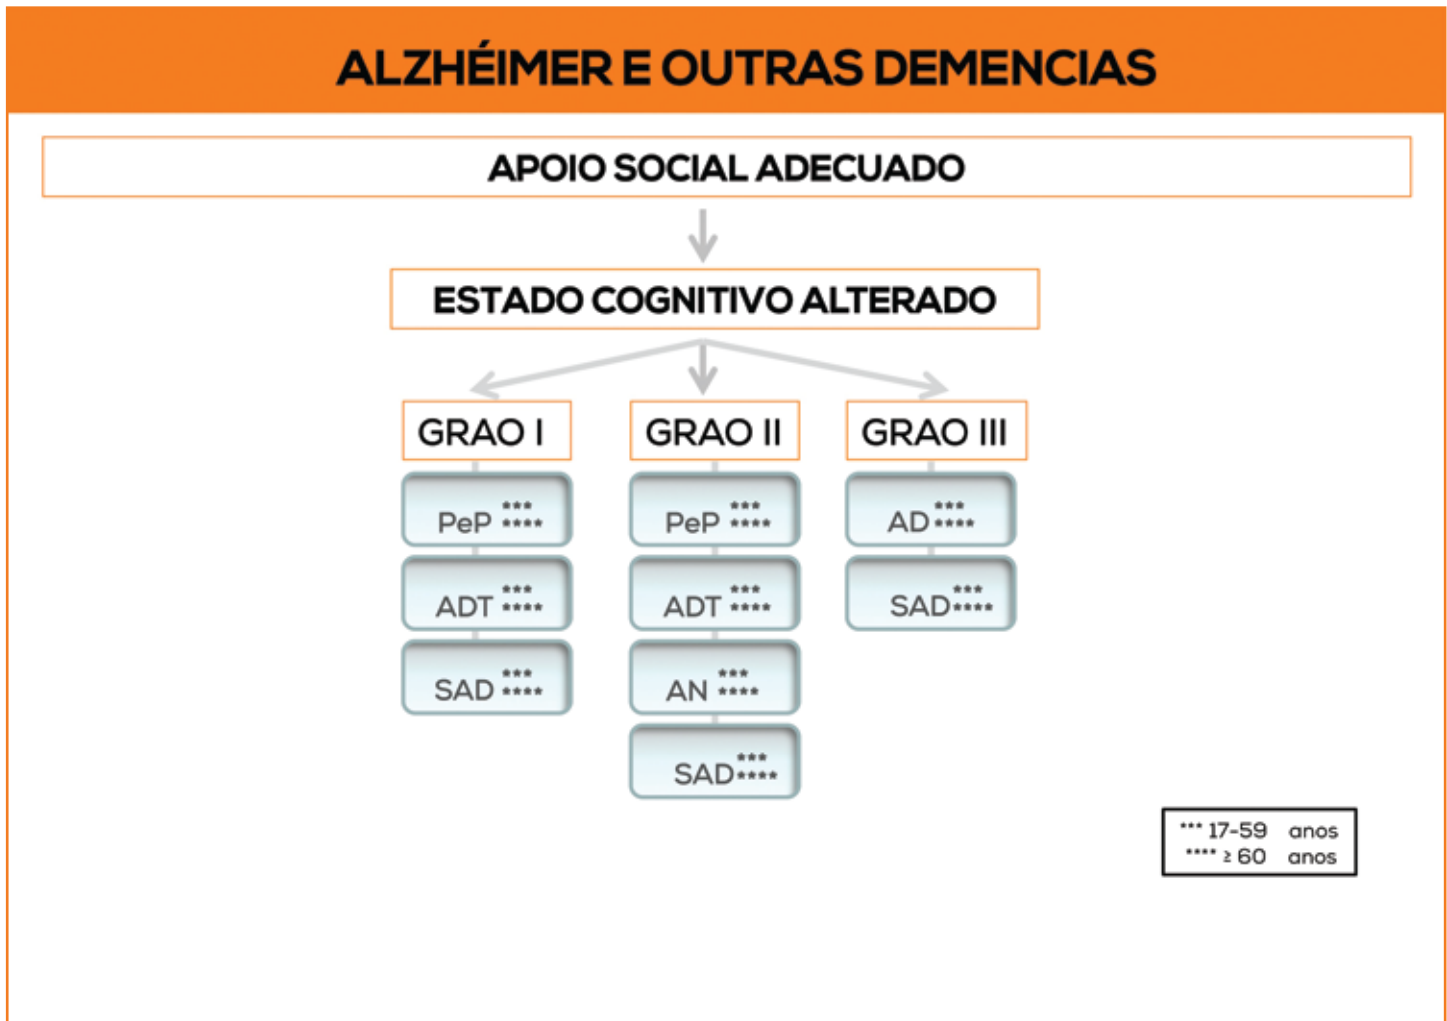 ALZHÉIMER E OUTRAS DEMENCIAS
APOIO SOCIAL ADECUADO
ESTADO COGNITIVO ALTERADO
GRAO I
PeP ***
****
ADT ***
****
SAD ***
****
GRAO II
PeP ***
****
ADT ***
****
AN ***
****
SAD ***
****
GRAO III
AD ***
****
SAD ***
****
*** 17-59 anos
**** ≥ 60 anos